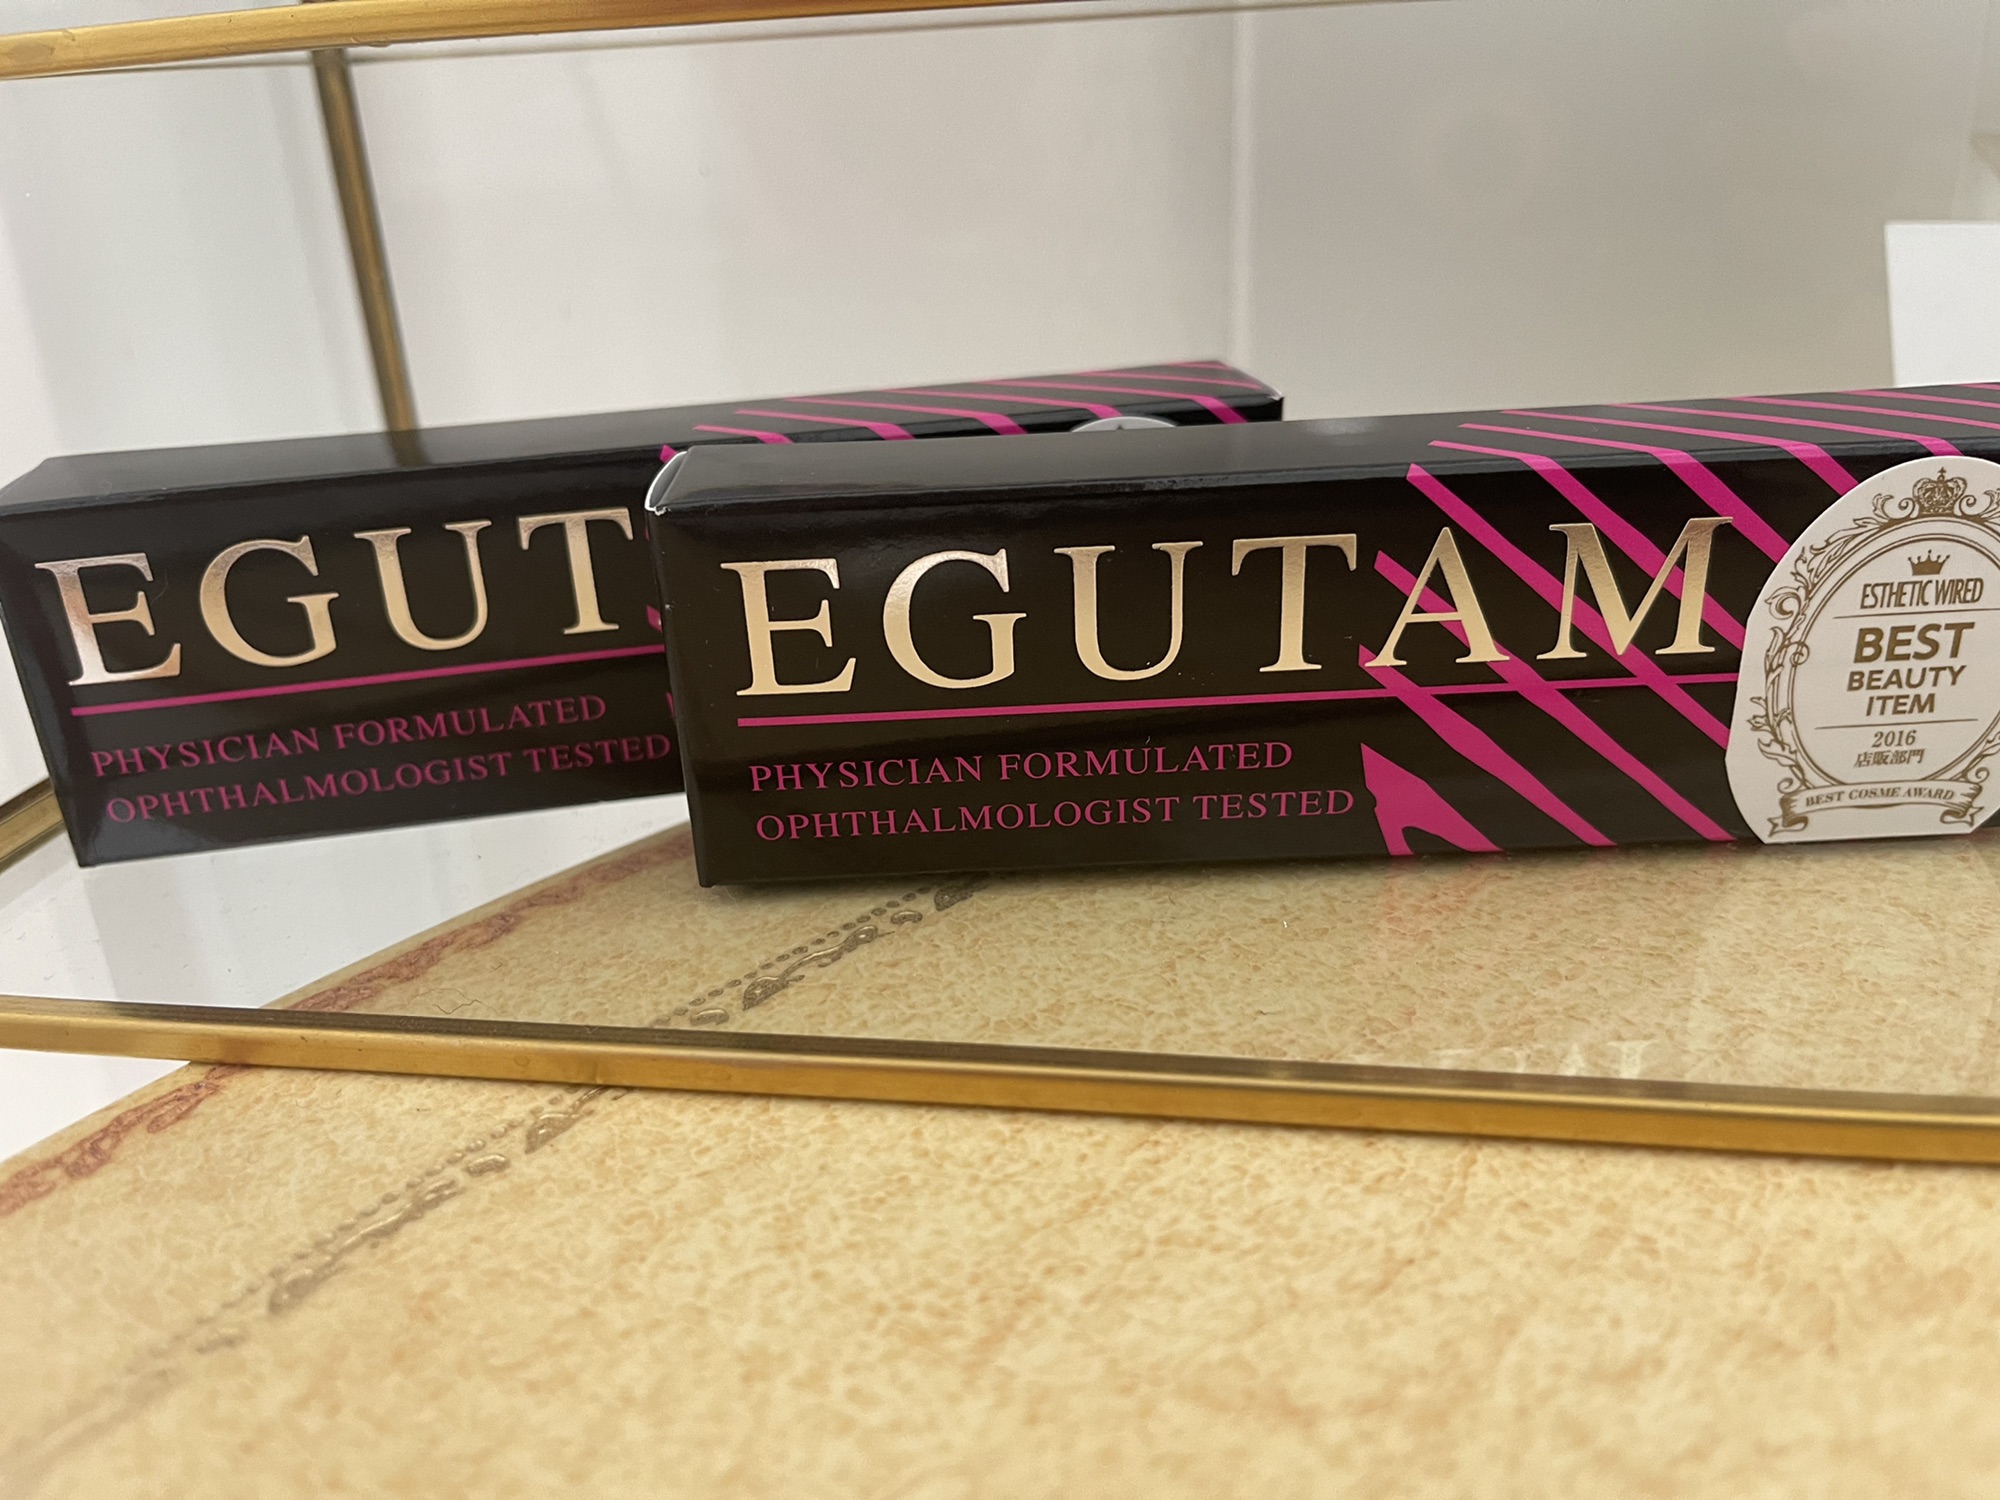 EGUT
PHYSICIAN FORMULATED
OPHTHALMOLOGIST TESTED
EGUTAM
PHYSICIAN FORMULATED
OPHTHALMOLOGIST TESTED
ESTHETIC WIRED
BEST
BEAUTY
ITEM
2016
店販部門
BEST COSME AWARD